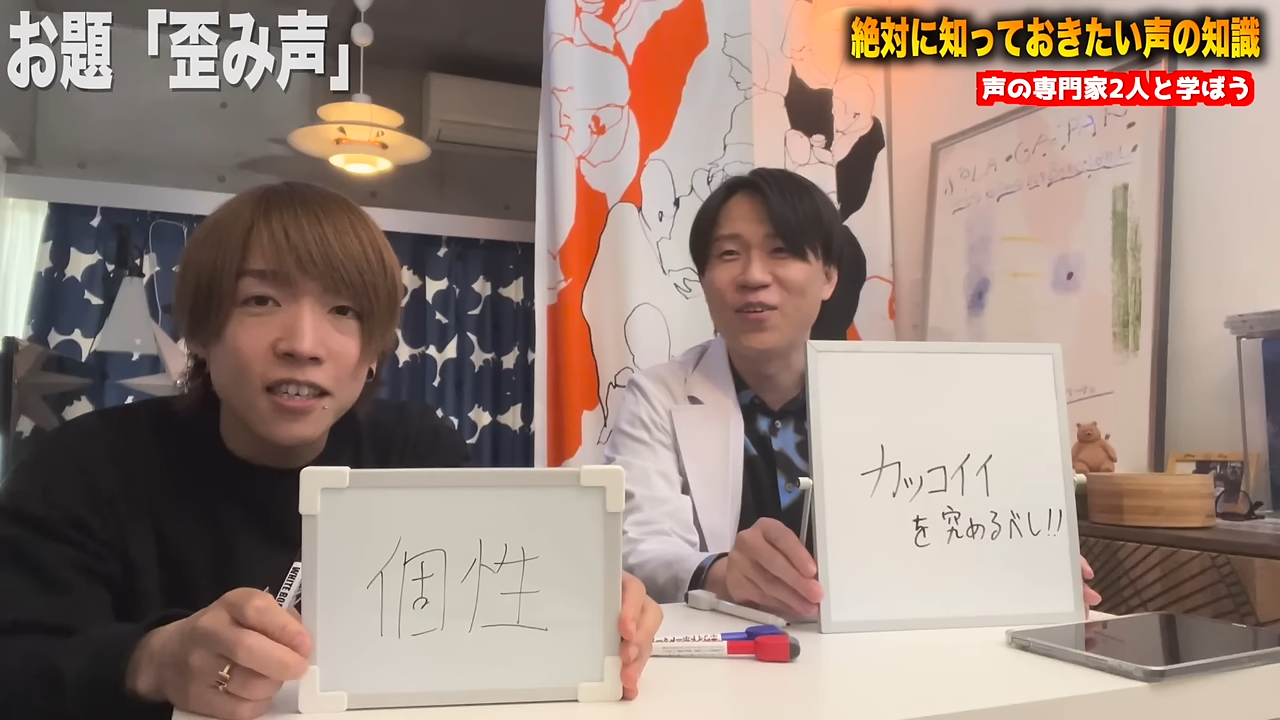 お題「歪み声」
絶対に知っておきたい声の知識
声の専門家2人と学ぼう
個性
カッコイイ
を究めるべし!!